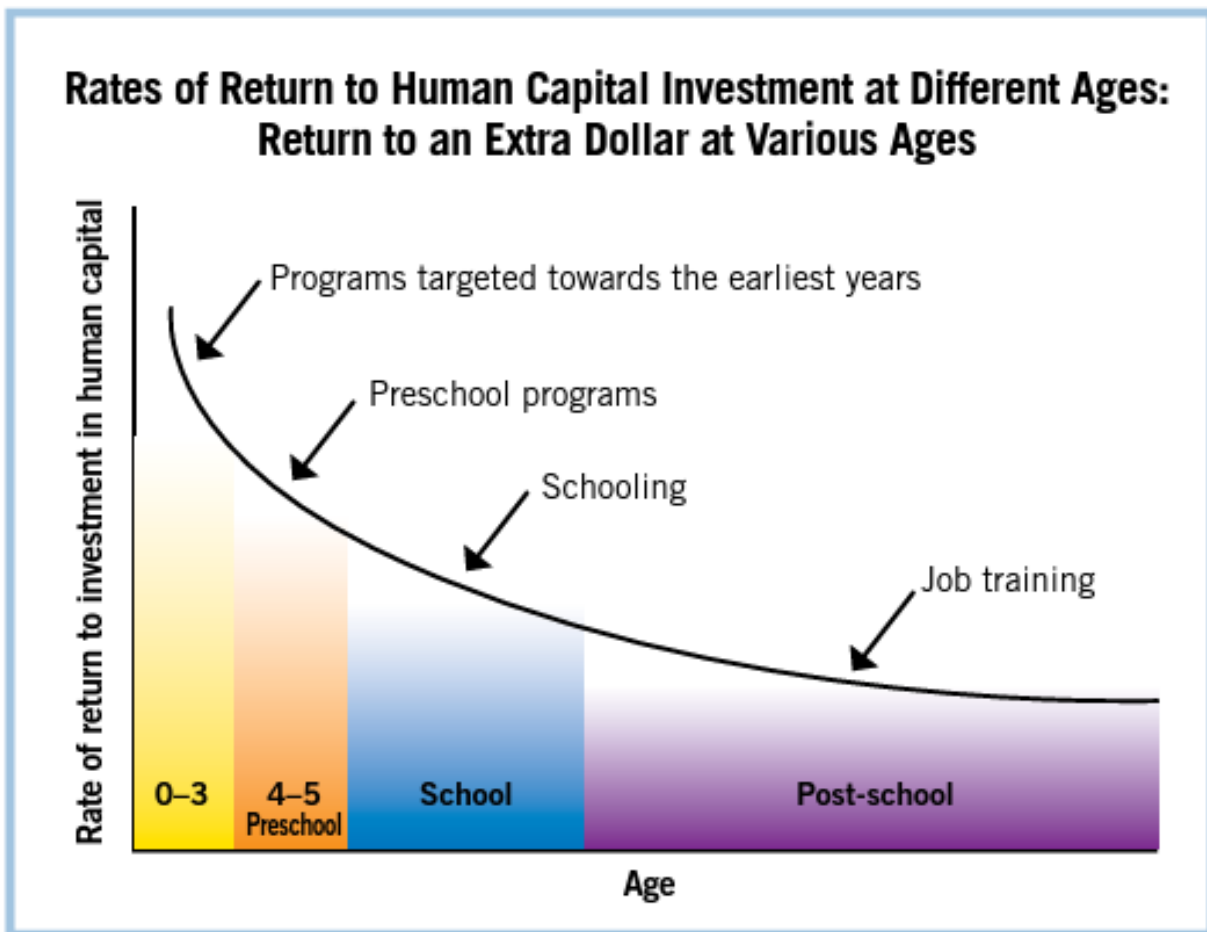 Rates of Return to Human Capital Investment at Different Ages:
Return to an Extra Dollar at Various Ages
Rate of return to investment in human capital
Programs targeted towards the earliest years
Preschool programs
Schooling
Job training
0–3
4–5
Preschool
School
Post-school
Age